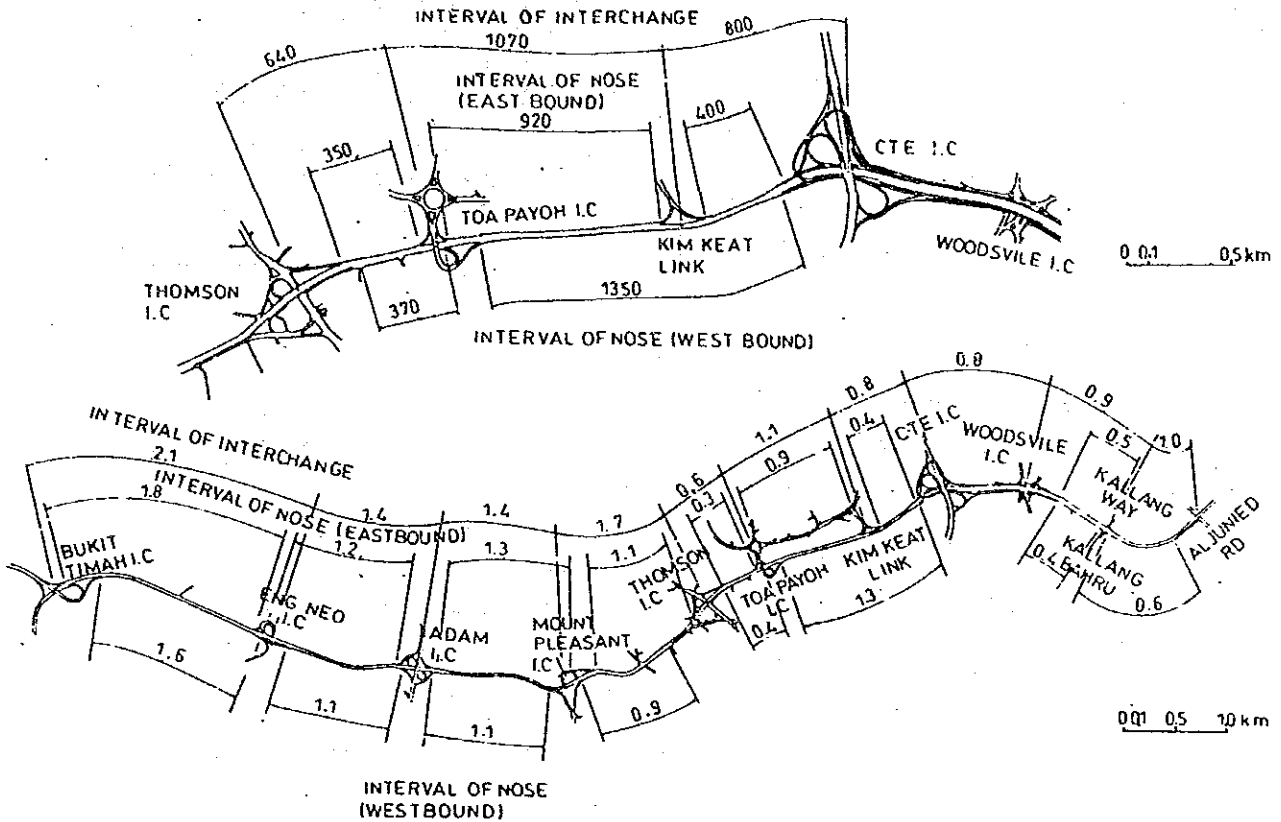 INTERVAL OF INTERCHANGE
640
1070
800
INTERVAL OF NOSE
(EAST BOUND)
920
400
350
CTE I.C
TOA PAYOH I.C
KIM KEAT
LINK
WOODSVILE I.C
0 0.1 0.5km
THOMSON
I.C
370
1350
INTERVAL OF NOSE (WEST BOUND)
INTERVAL OF INTERCHANGE
2.1
1.4
1.4
1.7
0.6
1.1
0.8
0.8
0.9
1.0
INTERVAL OF NOSE (EASTBOUND)
1.8
1.2
1.3
1.1
0.3
0.9
0.4
0.5
BUKIT
TIMAH I.C
ENG NEO
I.C
ADAM
I.C
MOUNT
PLEASANT
I.C
THOMSON
I.C
TOA PAYOH
I.C
KIM KEAT
LINK
CTE I.C
WOODSVILE
I.C
KALLANG
WAY
KALLANG
BAHRU
ALJUNIED
RD
1.6
1.1
1.1
0.9
0.4
1.3
0.4
0.6
INTERVAL OF NOSE
(WESTBOUND)
0.5 1.0 km